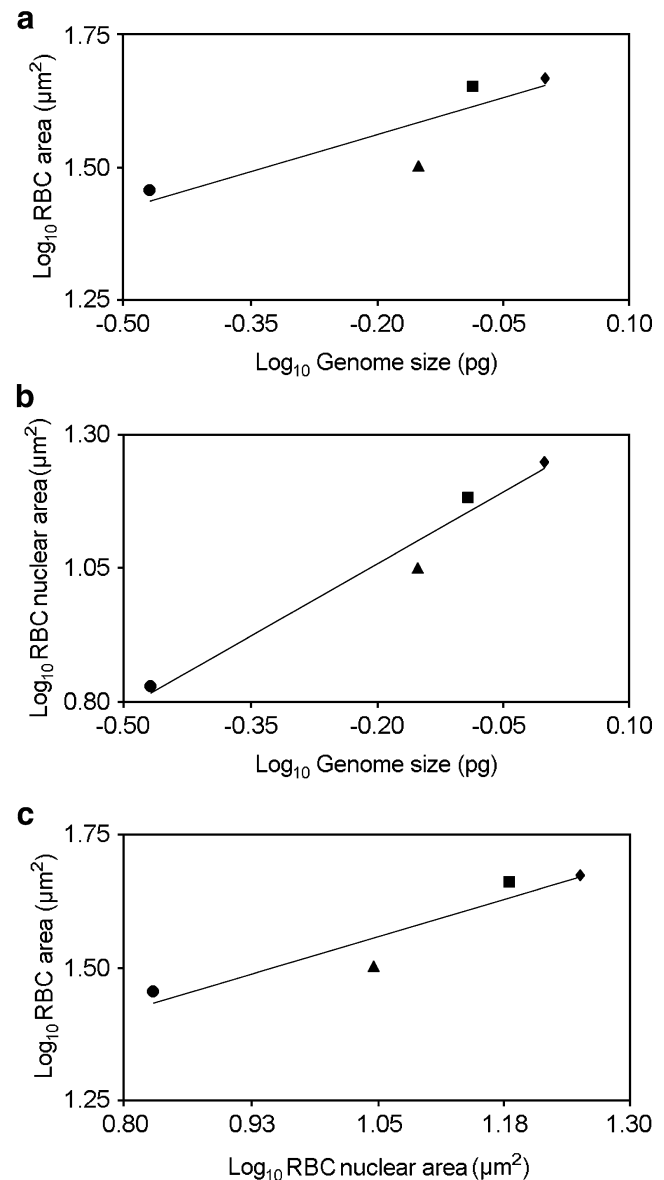 a
Log₁₀ RBC area (µm²)
1.75
1.50
1.25
-0.50 -0.35 -0.20 -0.05 0.10
Log₁₀ Genome size (pg)
b
Log₁₀ RBC nuclear area (µm²)
1.30
1.05
0.80
-0.50 -0.35 -0.20 -0.05 0.10
Log₁₀ Genome size (pg)
c
Log₁₀ RBC area (µm²)
1.75
1.50
1.25
0.80 0.93 1.05 1.18 1.30
Log₁₀ RBC nuclear area (µm²)